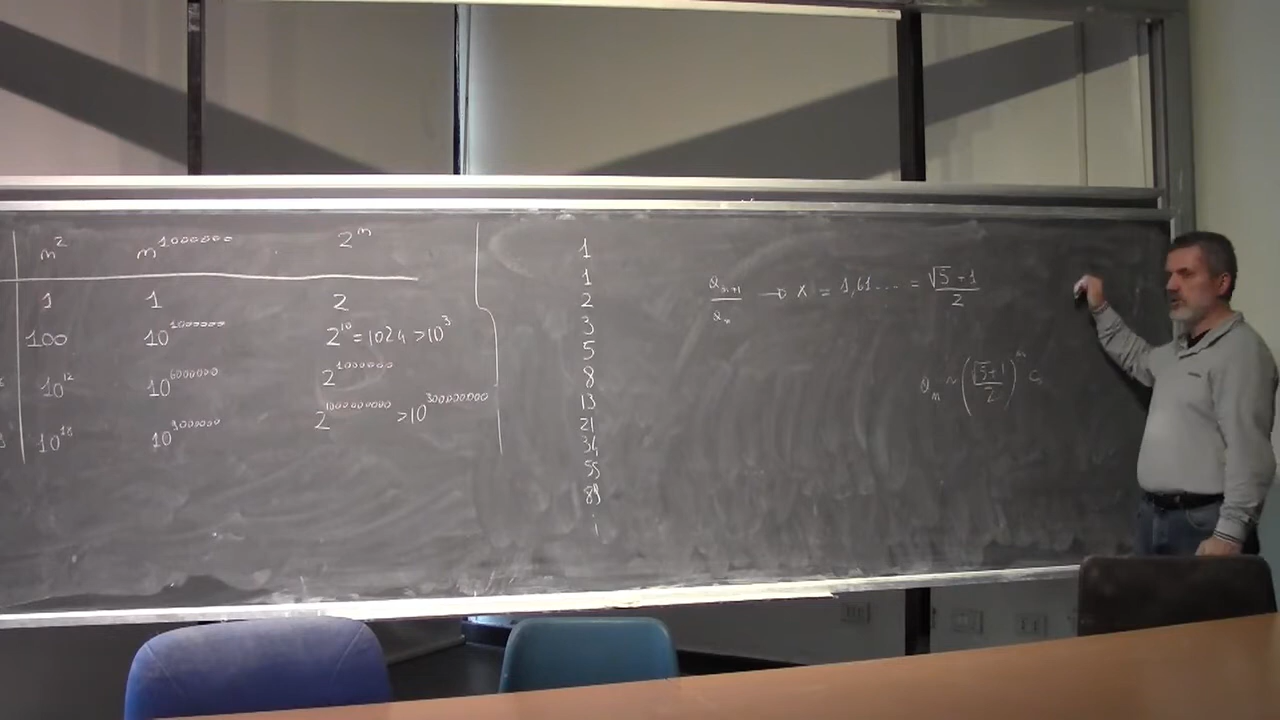 n² n¹⁰⁰⁰⁰⁰⁰ 2ⁿ
1 1 2
100 10¹⁰⁰⁰⁰⁰⁰ 2¹⁰ = 1024 > 10³
10¹² 10⁶⁰⁰⁰⁰⁰⁰ 2¹⁰⁰⁰⁰⁰⁰
10¹⁸ 10⁹⁰⁰⁰⁰⁰⁰ 2¹⁰⁰⁰⁰⁰⁰⁰⁰⁰ > 10³⁰⁰⁰⁰⁰⁰⁰⁰
1
1
2
3
5
8
13
21
34
55
89
⋮
aₙ₊₁/aₙ → x = 1,61.... = (√5 + 1)/2
aₙ ~ ((√5 + 1)/2)ⁿ c,